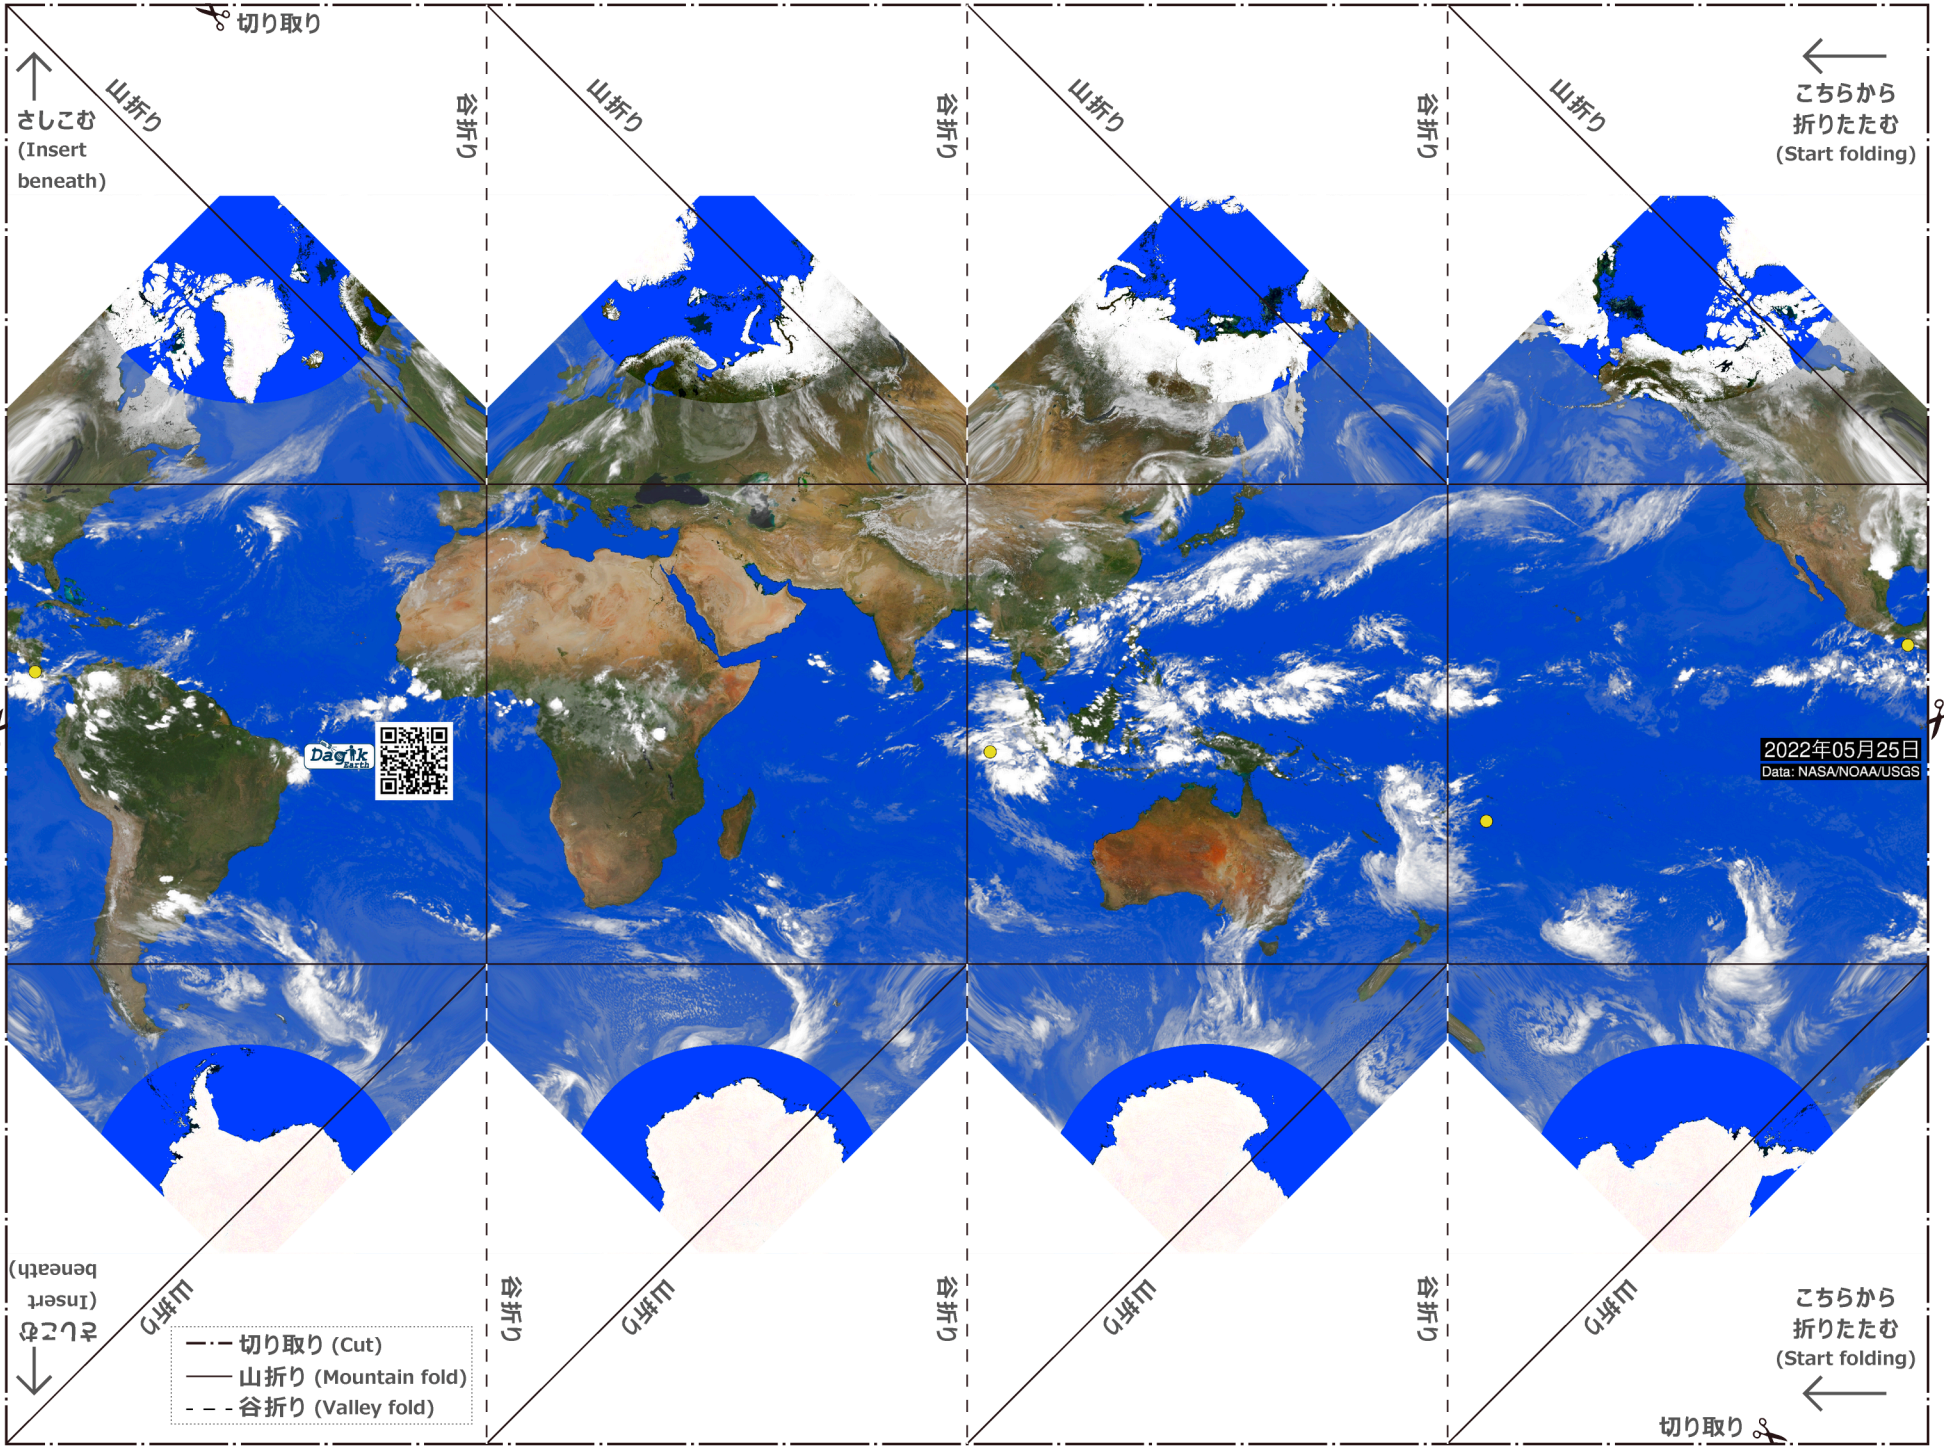 切り取り
山折り
谷折り
山折り
谷折り
山折り
谷折り
山折り
こちらから
折りたたむ
(Start folding)
さしこむ
(Insert
beneath)
Dagik
Earth
2022年05月25日
Data: NASA/NOAA/USGS
さしこむ
(Insert
beneath)
山折り
谷折り
山折り
谷折り
山折り
谷折り
山折り
こちらから
折りたたむ
(Start folding)
切り取り (Cut)
山折り (Mountain fold)
谷折り (Valley fold)
切り取り